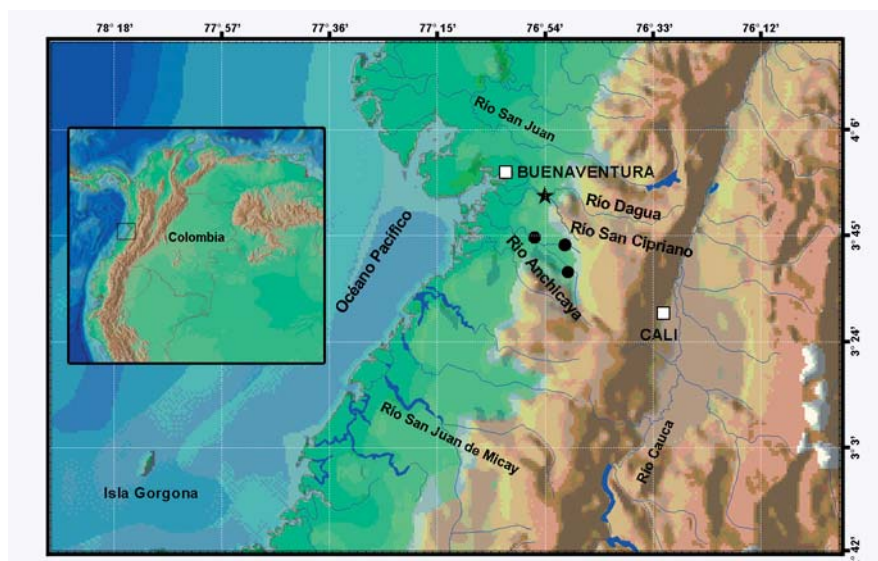 78° 18' 77° 57' 77° 36' 77° 15' 76° 54' 76° 33' 76° 12'
4° 6'
Río San Juan
BUENAVENTURA
Río Dagua
Río San Cipriano
3° 45'
Colombia
Océano Pacífico
Río Anchicaya
CALI
3° 24'
Río San Juan de Micay
Río Cauca
3° 3'
Isla Gorgona
° 42'